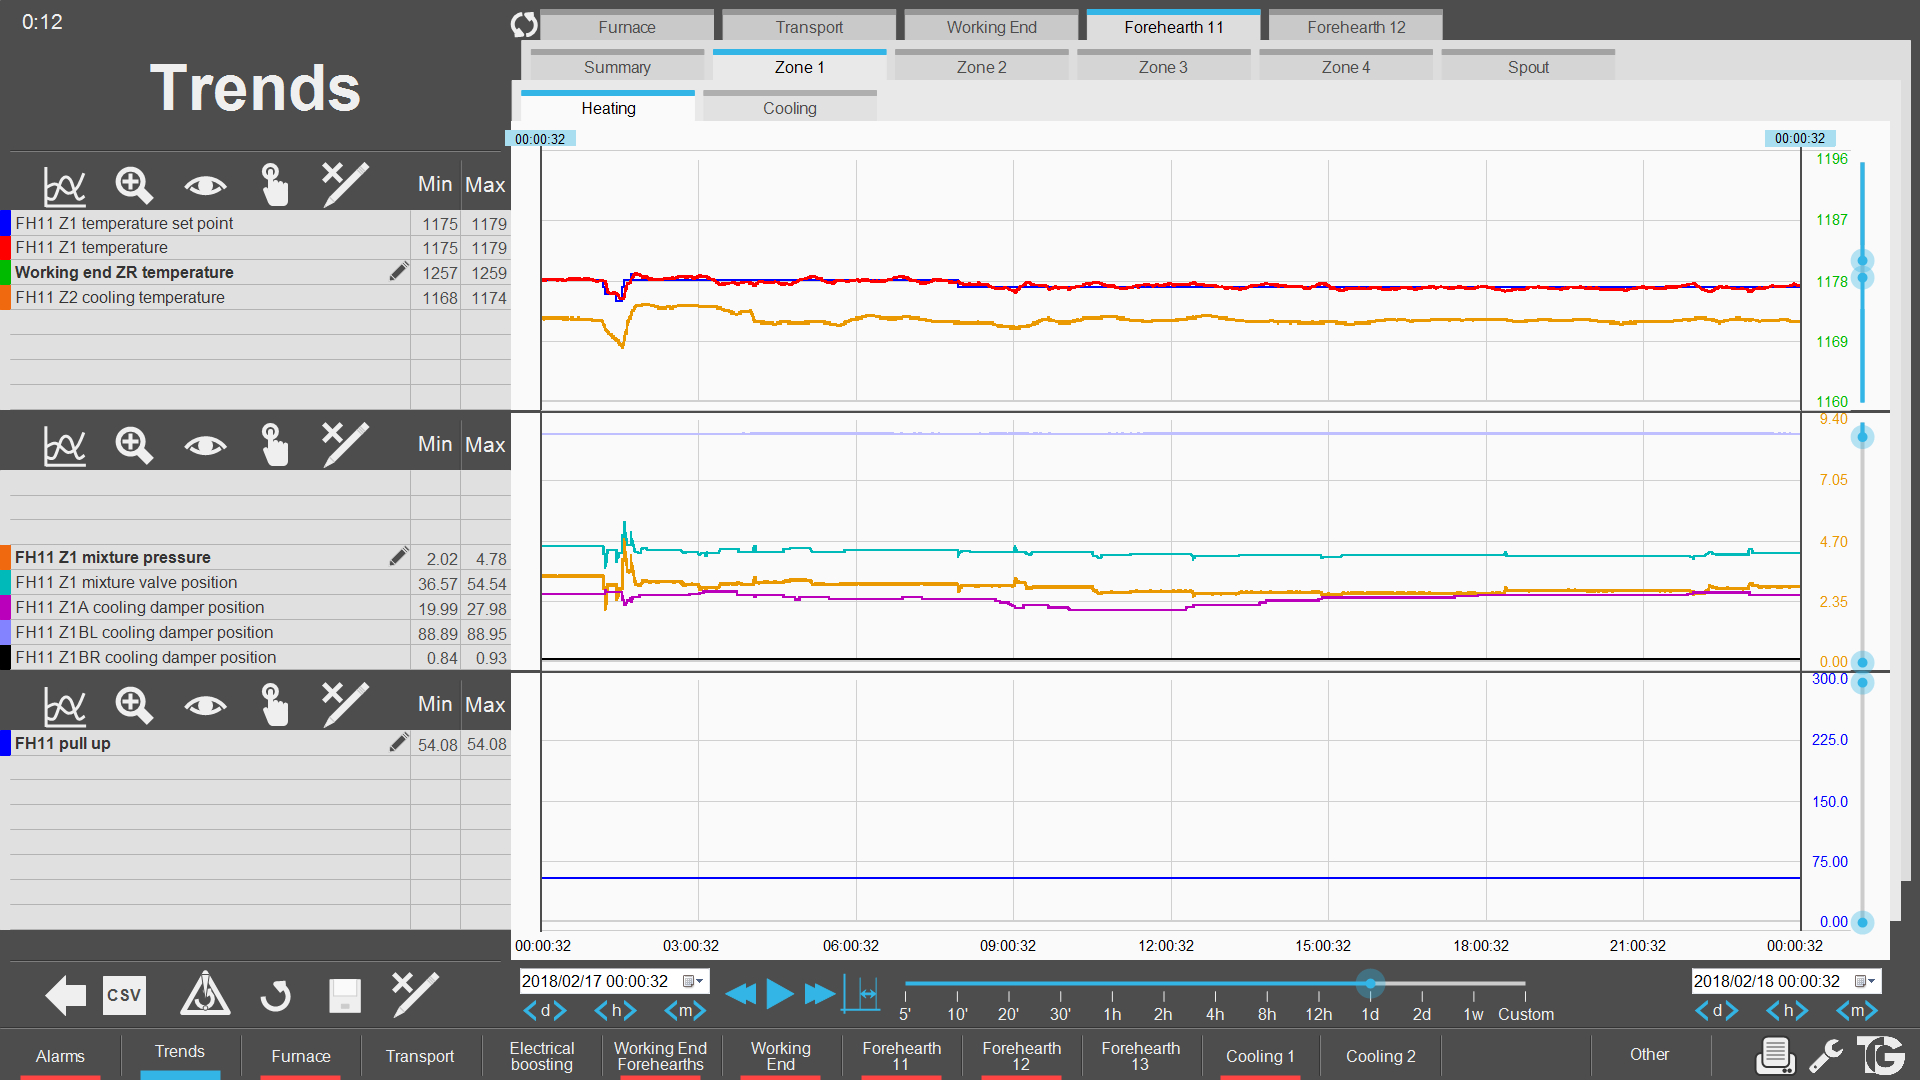 0:12
Trends
Furnace
Transport
Working End
Forehearth 11
Forehearth 12
Summary
Zone 1
Zone 2
Zone 3
Zone 4
Spout
Heating
Cooling
00:00:32
00:00:32
Min Max
FH11 Z1 temperature set point 1175 1179
FH11 Z1 temperature 1175 1179
Working end ZR temperature 1257 1259
FH11 Z2 cooling temperature 1168 1174
1196
1187
1178
1169
1160
Min Max
FH11 Z1 mixture pressure 2.02 4.78
FH11 Z1 mixture valve position 36.57 54.54
FH11 Z1A cooling damper position 19.99 27.98
FH11 Z1BL cooling damper position 88.89 88.95
FH11 Z1BR cooling damper position 0.84 0.93
9.40
7.05
4.70
2.35
0.00
Min Max
FH11 pull up 54.08 54.08
300.0
225.0
150.0
75.00
0.00
00:00:32 03:00:32 06:00:32 09:00:32 12:00:32 15:00:32 18:00:32 21:00:32 00:00:32
CSV
2018/02/17 00:00:32
d h m
5' 10' 20' 30' 1h 2h 4h 8h 12h 1d 2d 1w Custom
2018/02/18 00:00:32
d h m
Alarms
Trends
Furnace
Transport
Electrical
boosting
Working End
Forehearths
Working
End
Forehearth
11
Forehearth
12
Forehearth
13
Cooling 1
Cooling 2
Other
TG